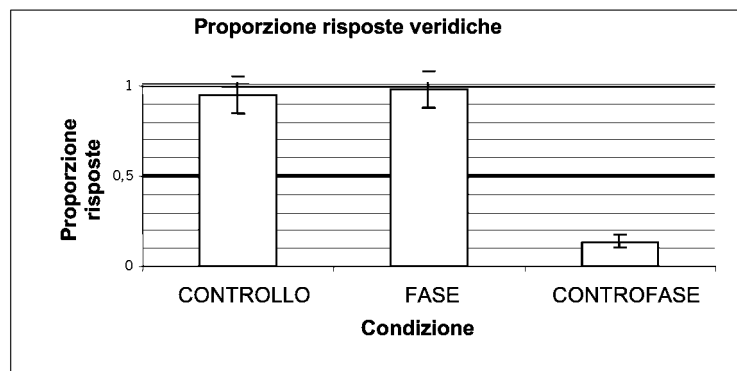 Proporzione risposte veridiche
1
0,5
0
Proporzione
risposte
CONTROLLO FASE CONTROFASE
Condizione